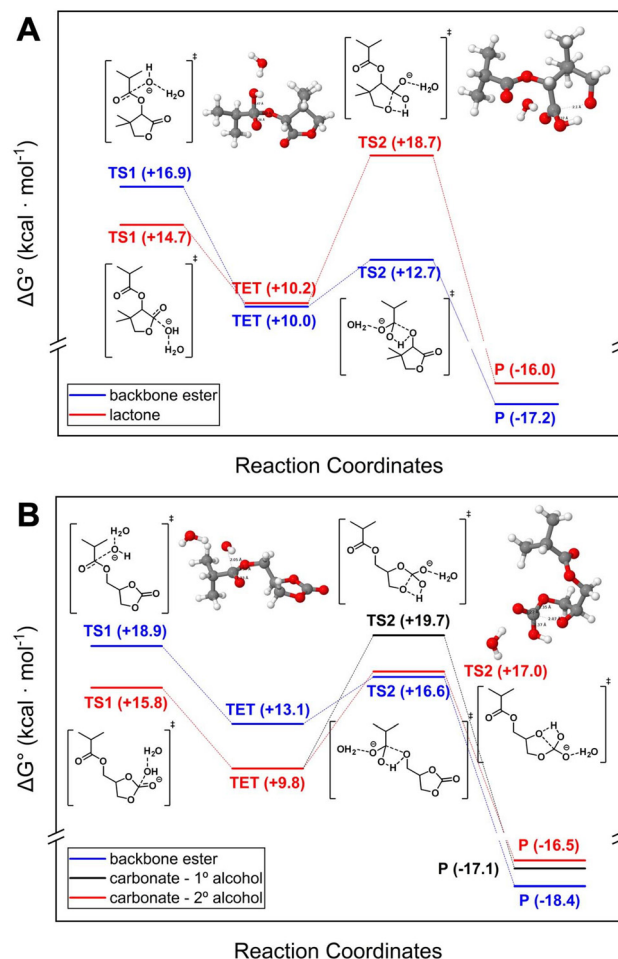 A
ΔG° (kcal · mol⁻¹)
TS1 (+16.9)
TS1 (+14.7)
TET (+10.2)
TET (+10.0)
TS2 (+18.7)
TS2 (+12.7)
P (-16.0)
P (-17.2)
backbone ester
lactone
Reaction Coordinates
B
ΔG° (kcal · mol⁻¹)
TS1 (+18.9)
TS1 (+15.8)
TET (+13.1)
TET (+9.8)
TS2 (+19.7)
TS2 (+17.0)
TS2 (+16.6)
P (-16.5)
P (-17.1)
P (-18.4)
backbone ester
carbonate - 1º alcohol
carbonate - 2º alcohol
Reaction Coordinates